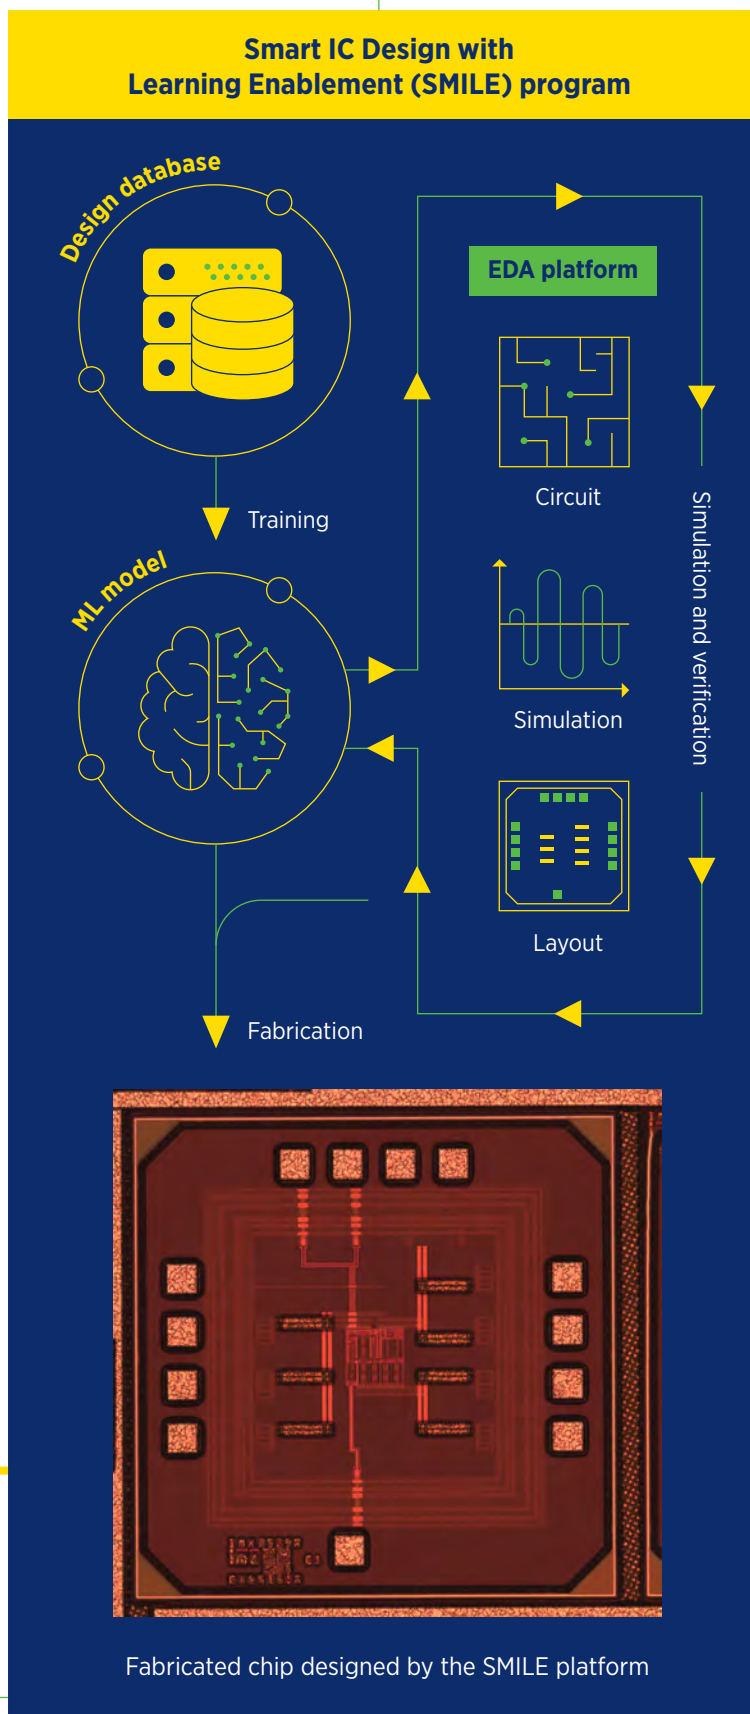 Smart IC Design with
Learning Enablement (SMILE) program
Design database
EDA platform
Circuit
Training
ML model
Simulation and verification
Simulation
Layout
Fabrication
Fabricated chip designed by the SMILE platform